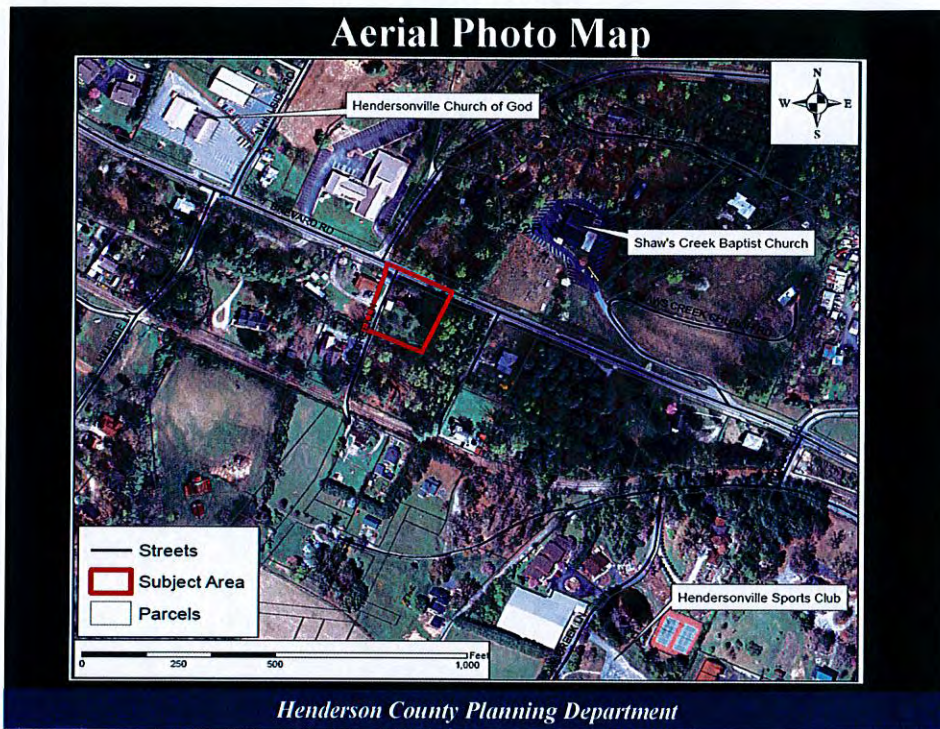 Aerial Photo Map
Hendersonville Church of God
N
W E
S
Shaw's Creek Baptist Church
Hendersonville Sports Club
Streets
Subject Area
Parcels
Feet
0 250 500 1,000
Henderson County Planning Department